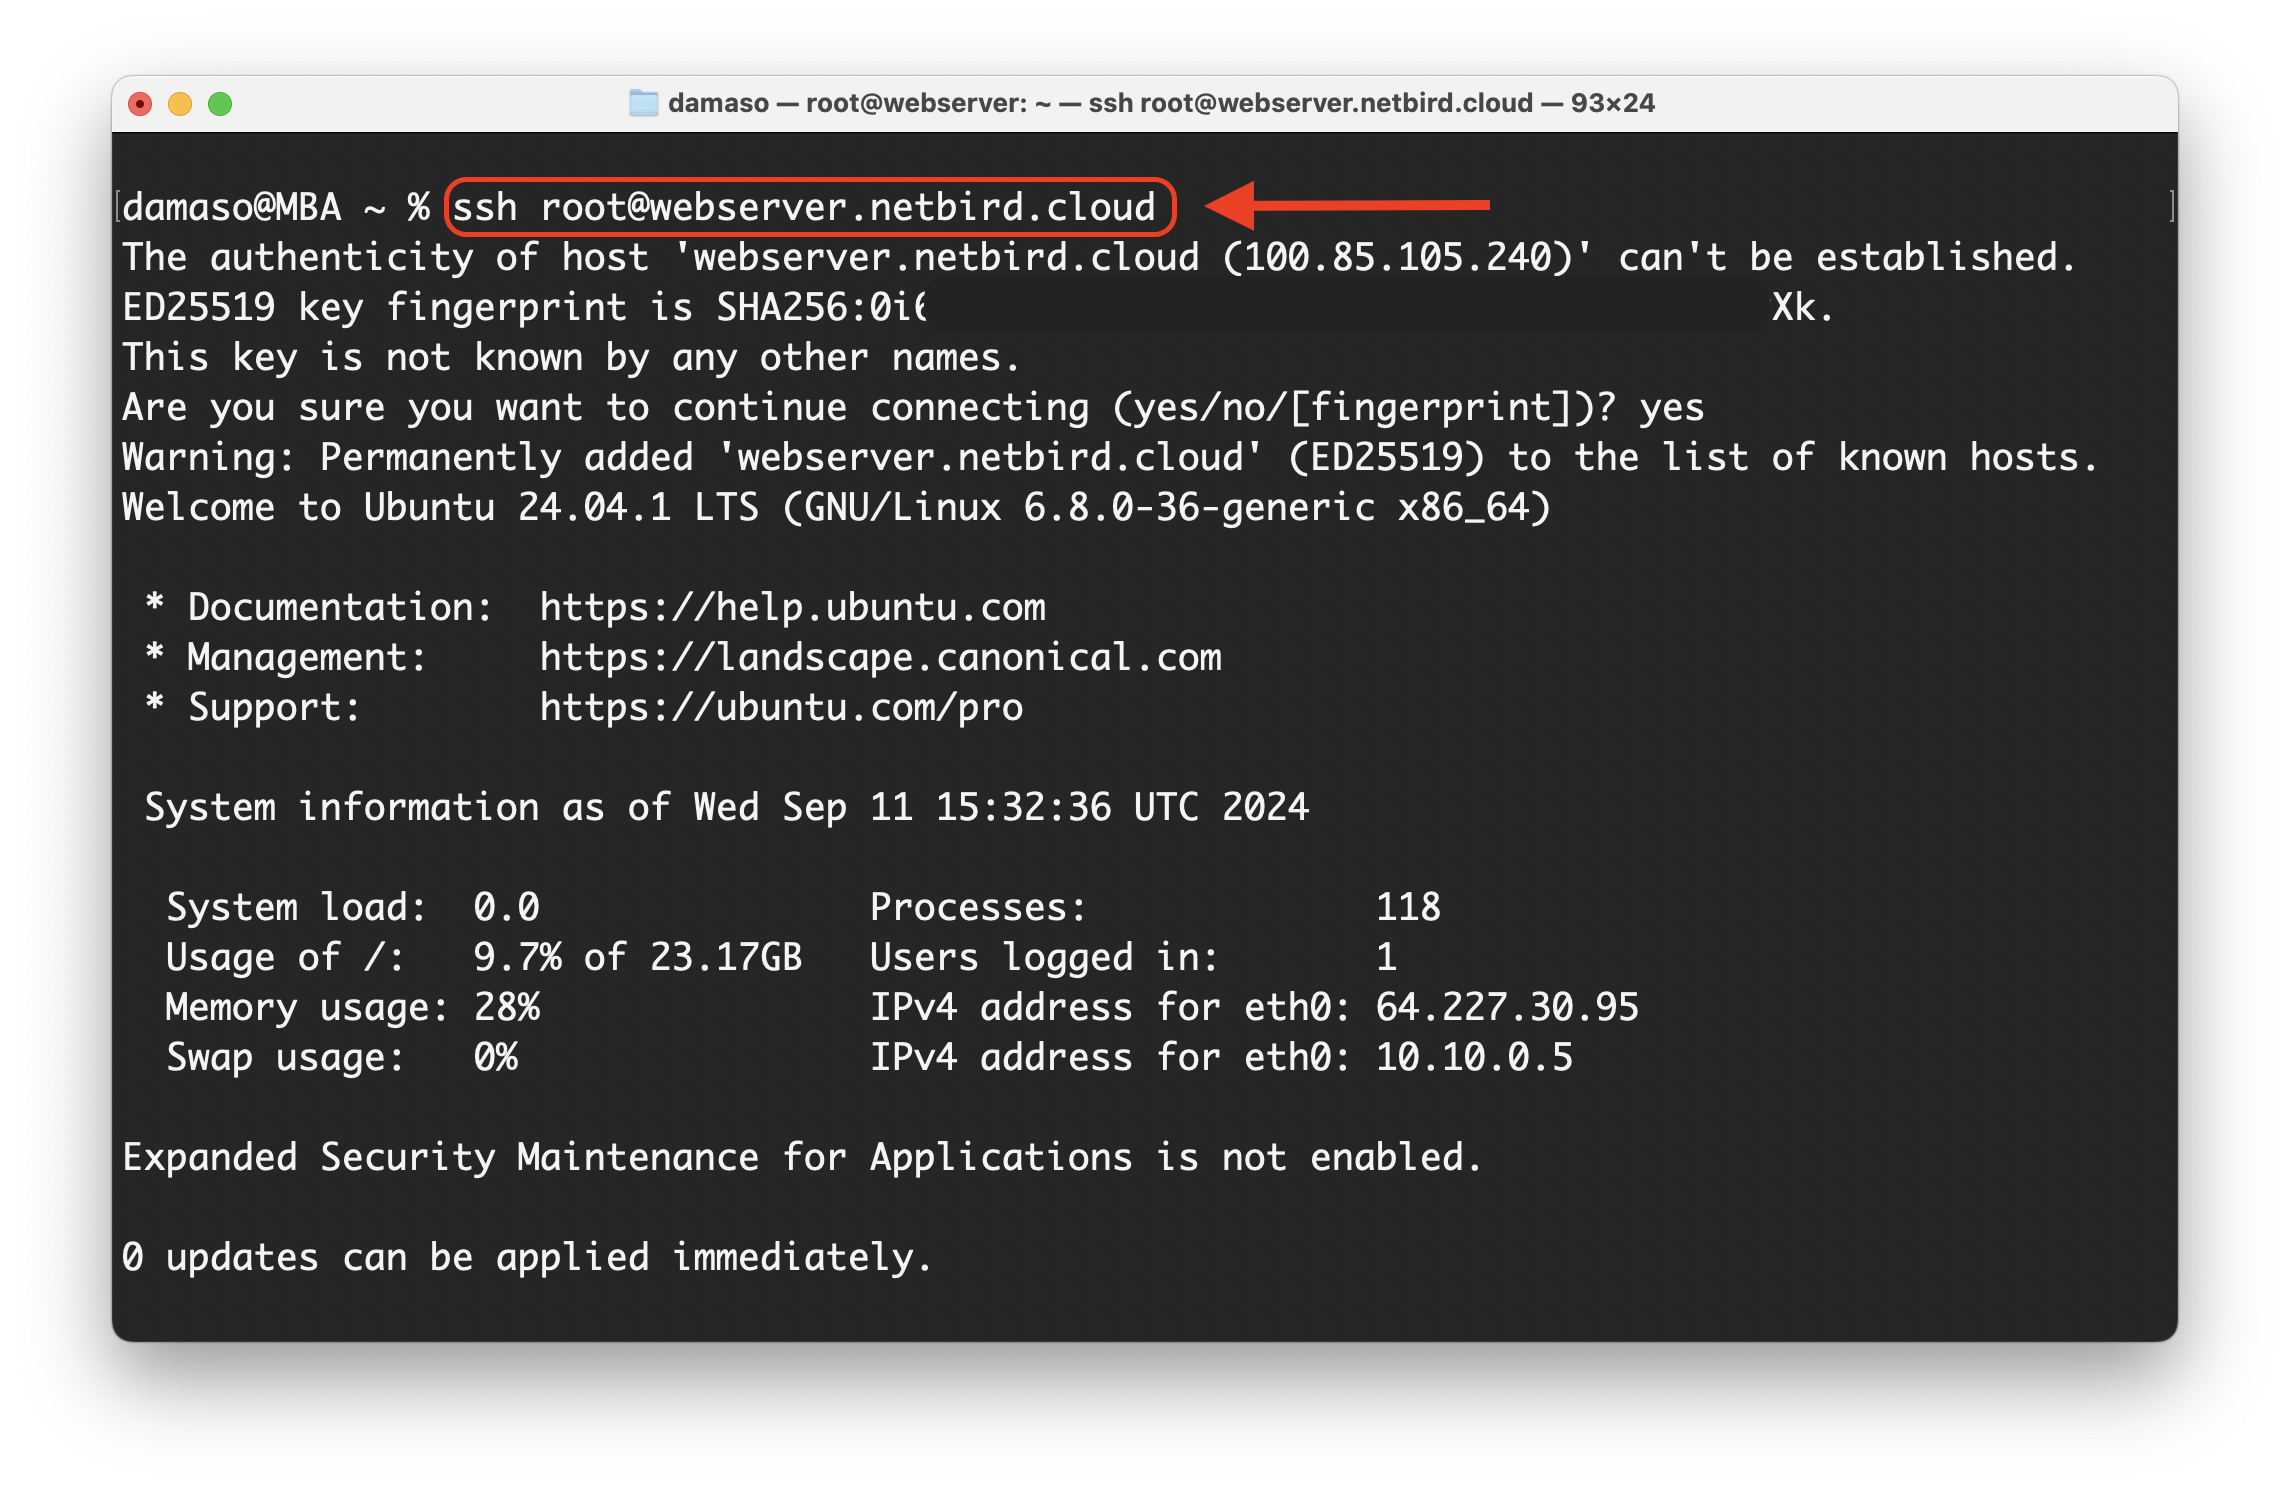 damaso — root@webserver: ~ — ssh root@webserver.netbird.cloud — 93×24
[damaso@MBA ~ % ssh root@webserver.netbird.cloud ]
The authenticity of host 'webserver.netbird.cloud (100.85.105.240)' can't be established.
ED25519 key fingerprint is SHA256:0i6 Xk.
This key is not known by any other names.
Are you sure you want to continue connecting (yes/no/[fingerprint])? yes
Warning: Permanently added 'webserver.netbird.cloud' (ED25519) to the list of known hosts.
Welcome to Ubuntu 24.04.1 LTS (GNU/Linux 6.8.0-36-generic x86_64)
* Documentation: https://help.ubuntu.com
* Management: https://landscape.canonical.com
* Support: https://ubuntu.com/pro
System information as of Wed Sep 11 15:32:36 UTC 2024
System load: 0.0 Processes: 118
Usage of /: 9.7% of 23.17GB Users logged in: 1
Memory usage: 28% IPv4 address for eth0: 64.227.30.95
Swap usage: 0% IPv4 address for eth0: 10.10.0.5
Expanded Security Maintenance for Applications is not enabled.
0 updates can be applied immediately.